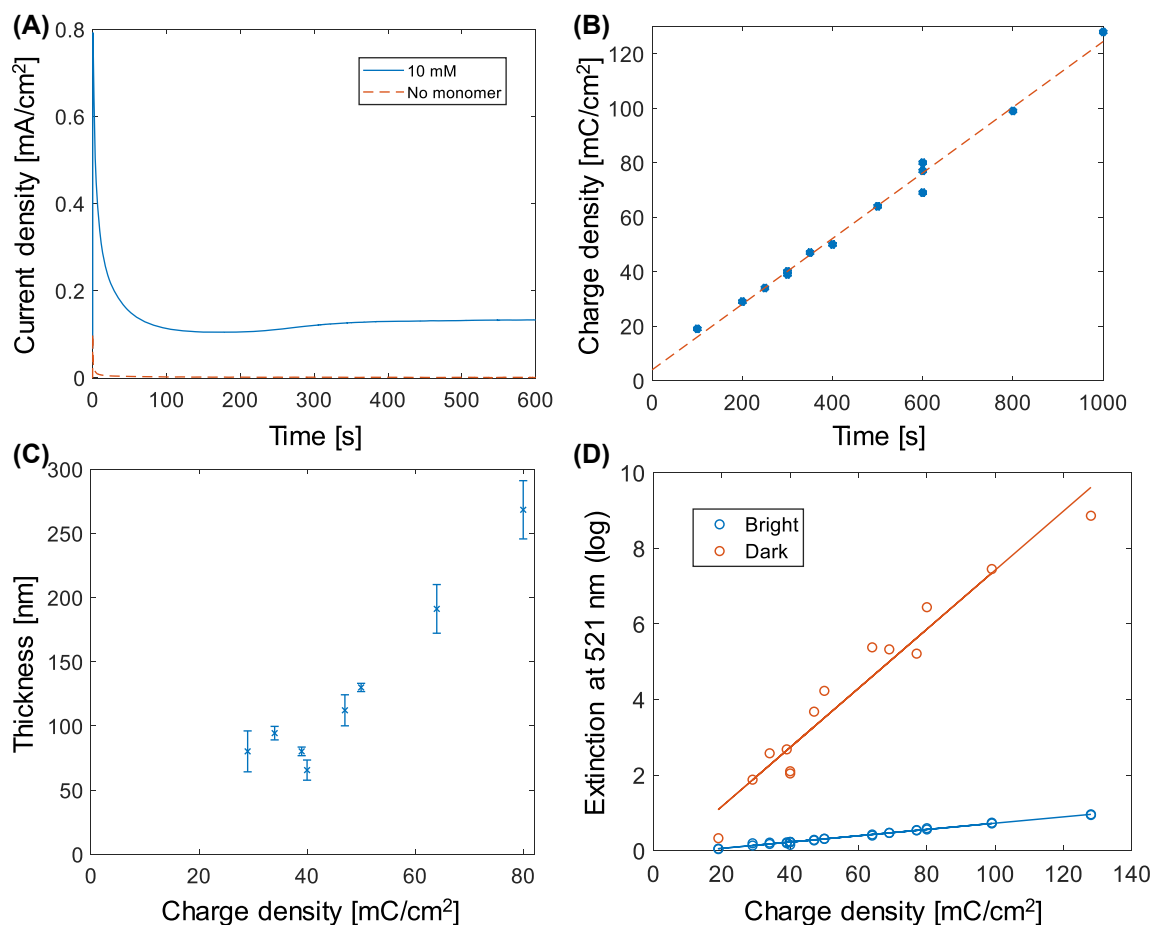 (A)
Current density [mA/cm²]
0.8
0.6
0.4
0.2
0
0 100 200 300 400 500 600
Time [s]
10 mM
No monomer
(B)
Charge density [mC/cm²]
120
100
80
60
40
20
0
0 200 400 600 800 1000
Time [s]
(C)
Thickness [nm]
300
250
200
150
100
50
0
0 20 40 60 80
Charge density [mC/cm²]
(D)
Extinction at 521 nm (log)
10
8
6
4
2
0
0 20 40 60 80 100 120 140
Charge density [mC/cm²]
Bright
Dark